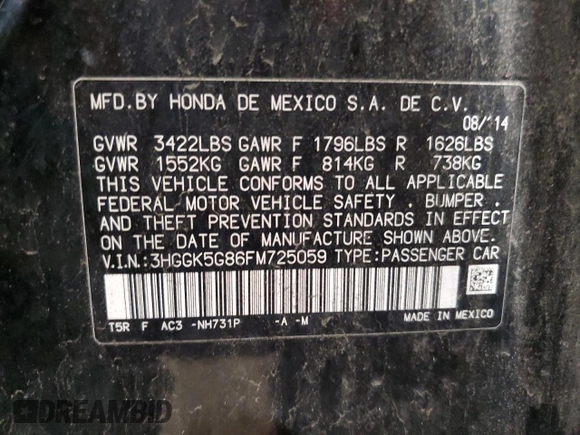 MFD.BY HONDA DE MEXICO S.A. DE C.V.
08/'14
GVWR 3422LBS GAWR F 1796LBS R 1626LBS
GVWR 1552KG GAWR F 814KG R 738KG
THIS VEHICLE CONFORMS TO ALL APPLICABLE
FEDERAL MOTOR VEHICLE SAFETY . BUMPER .
AND THEFT PREVENTION STANDARDS IN EFFECT
ON THE DATE OF MANUFACTURE SHOWN ABOVE.
V.I.N.:3HGGK5G86FM725059 TYPE:PASSENGER CAR
T5R F AC3 -NH731P -A -M
MADE IN MEXICO
DREAMBID